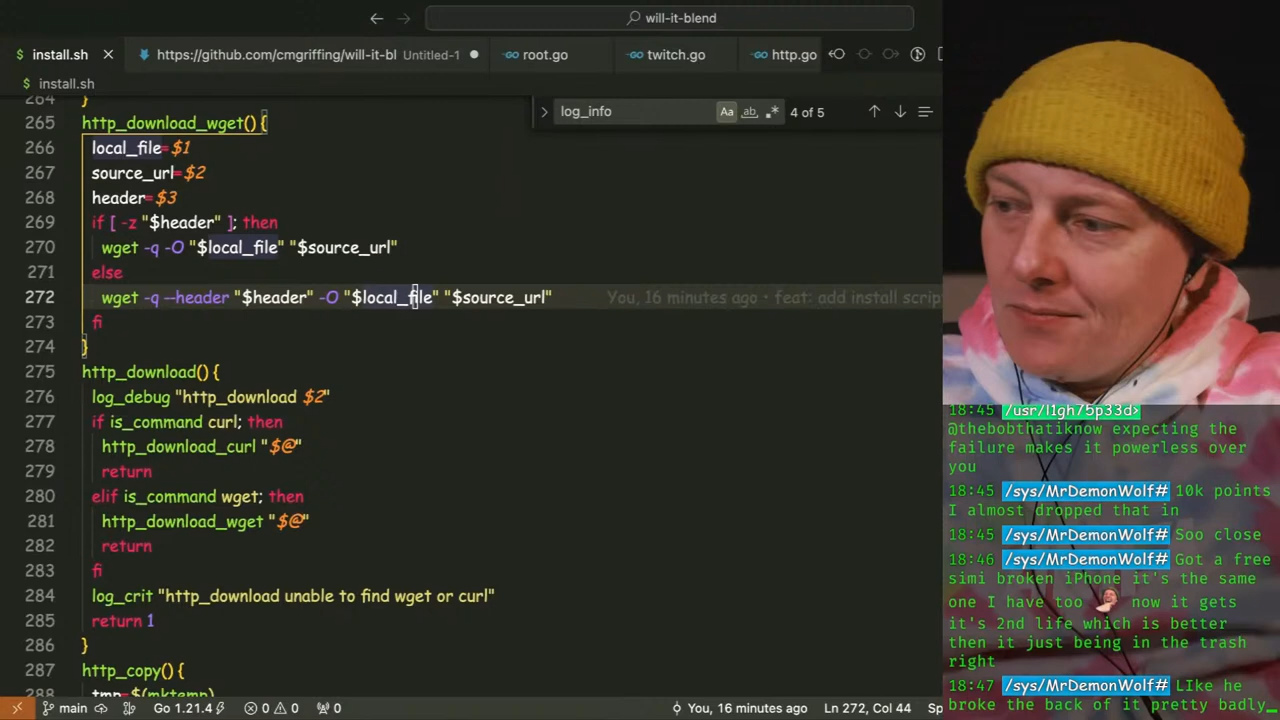 will-it-blend
$ install.sh
https://github.com/cmgriffing/will-it-bl Untitled-1
root.go
twitch.go
http.go
$ install.sh
log_info
Aa
ab
.*
4 of 5
264 }
265 http_download_wget() {
266 local_file=$1
267 source_url=$2
268 header=$3
269 if [ -z "$header" ]; then
270 wget -q -O "$local_file" "$source_url"
271 else
272 wget -q --header "$header" -O "$local_file" "$source_url" You, 16 minutes ago • feat: add install scrip
273 fi
274 }
275 http_download() {
276 log_debug "http_download $2"
277 if is_command curl; then
278 http_download_curl "$@"
279 return
280 elif is_command wget; then
281 http_download_wget "$@"
282 return
283 fi
284 log_crit "http_download unable to find wget or curl"
285 return 1
286 }
287 http_copy() {
288 tmp=$(mktemp)
main
Go 1.21.4
0
0
0
You, 16 minutes ago
Ln 272, Col 44
Sp
18:45 /usr/l1gh75p33d>
@thebobthatiknow expecting the
failure makes it powerless over
you
18:45 /sys/MrDemonWolf# 10k points
I almost dropped that in
18:45 /sys/MrDemonWolf# Soo close
18:46 /sys/MrDemonWolf# Got a free
simi broken iPhone it's the same
one I have too now it gets
it's 2nd life which is better
then it just being in the trash
right
18:47 /sys/MrDemonWolf# LIke he
broke the back of it pretty badly_